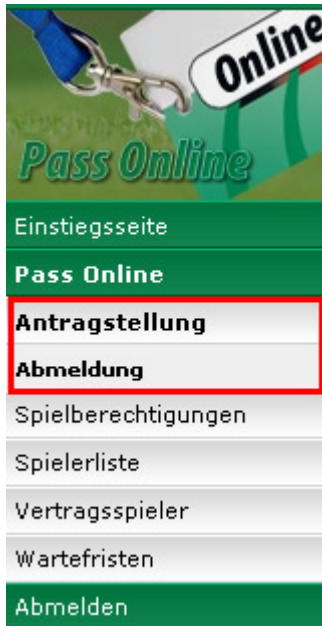 Online
Pass Online
Einstiegsseite
Pass Online
Antragstellung
Abmeldung
Spielberechtigungen
Spielerliste
Vertragsspieler
Wartefristen
Abmelden